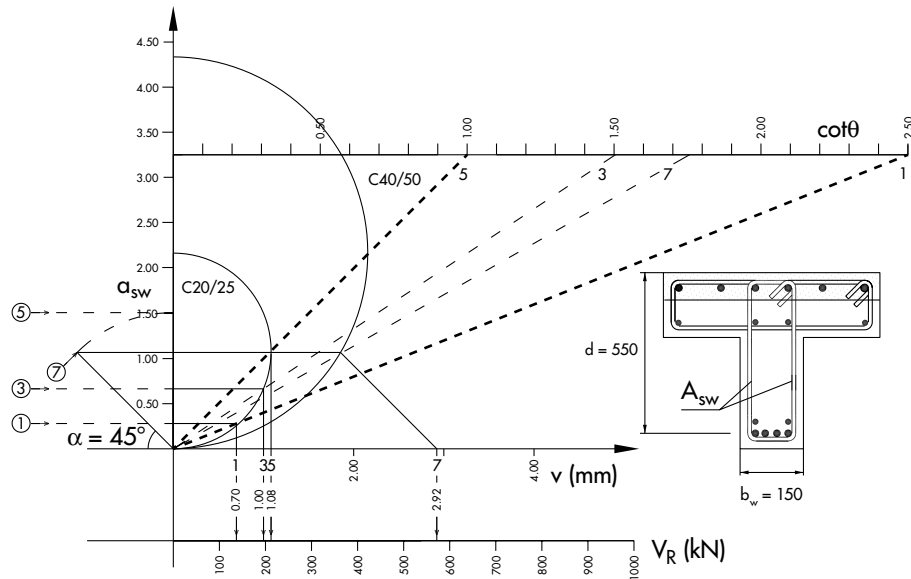 4.50
4.00
3.50
3.00
2.50
2.00
1.50
1.00
0.50
a_sw
0.50 1.00 1.50 2.00 2.50
cotθ
C40/50
C20/25
5 3 7 1
5
7
3
1
α = 45°
1 3 5 2.00 7 4.00
v (mm)
0.70 1.00 1.08 2.92
V_R (kN)
100 200 300 400 500 600 700 800 900 1000
d = 550
A_sw
b_w = 150